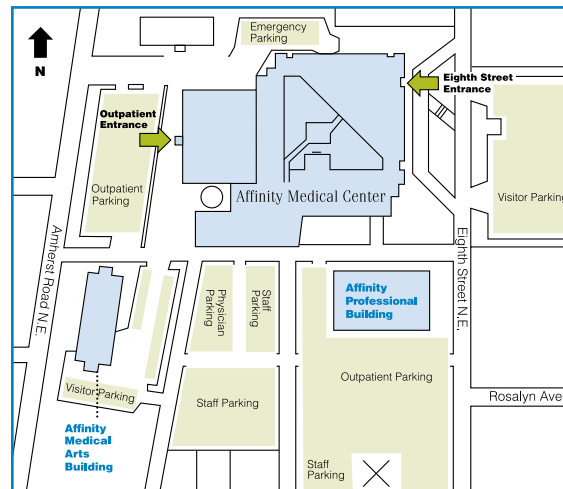 Emergency
Parking
N
Eighth Street
Entrance
Outpatient
Entrance
Outpatient
Parking
Affinity Medical Center
Visitor Parking
Amherst Road N.E.
Eighth Street N.E.
Physician
Parking
Staff
Parking
Affinity
Professional
Building
Outpatient Parking
Visitor Parking
Staff Parking
Rosalyn Ave
Affinity
Medical
Arts
Building
Staff
Parking